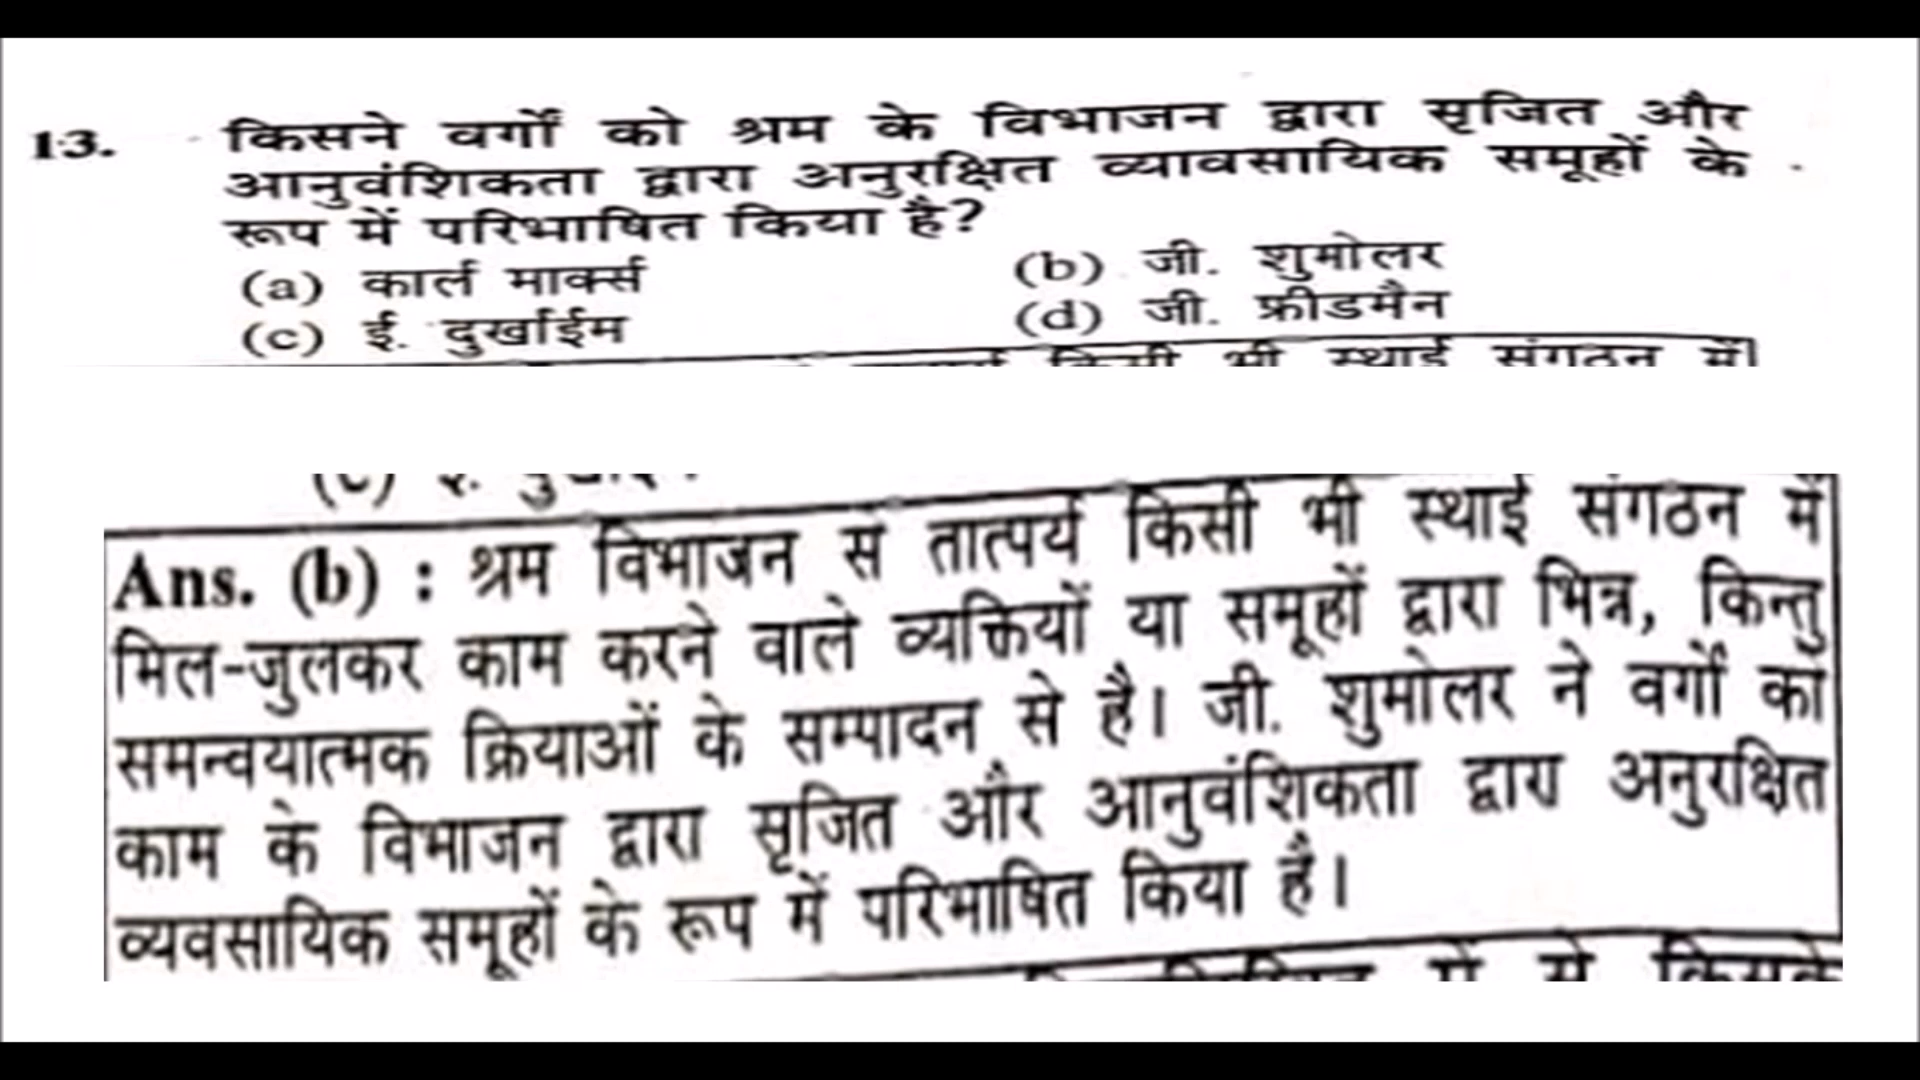 13. किसने वर्गों को श्रम के विभाजन द्वारा सृजित और
आनुवंशिकता द्वारा अनुरक्षित व्यावसायिक समूहों के
रूप में परिभाषित किया है?
(a) कार्ल मार्क्स (b) जी. शुमोलर
(c) ई. दुर्खाईम (d) जी. फ्रीडमैन
किसी भी स्थाई संगठन में
Ans. (b) : श्रम विभाजन से तात्पर्य किसी भी स्थाई संगठन में
मिल-जुलकर काम करने वाले व्यक्तियों या समूहों द्वारा भिन्न, किन्तु
समन्वयात्मक क्रियाओं के सम्पादन से है। जी. शुमोलर ने वर्गों को
काम के विभाजन द्वारा सृजित और आनुवंशिकता द्वारा अनुरक्षित
व्यवसायिक समूहों के रूप में परिभाषित किया है।
में से किसके